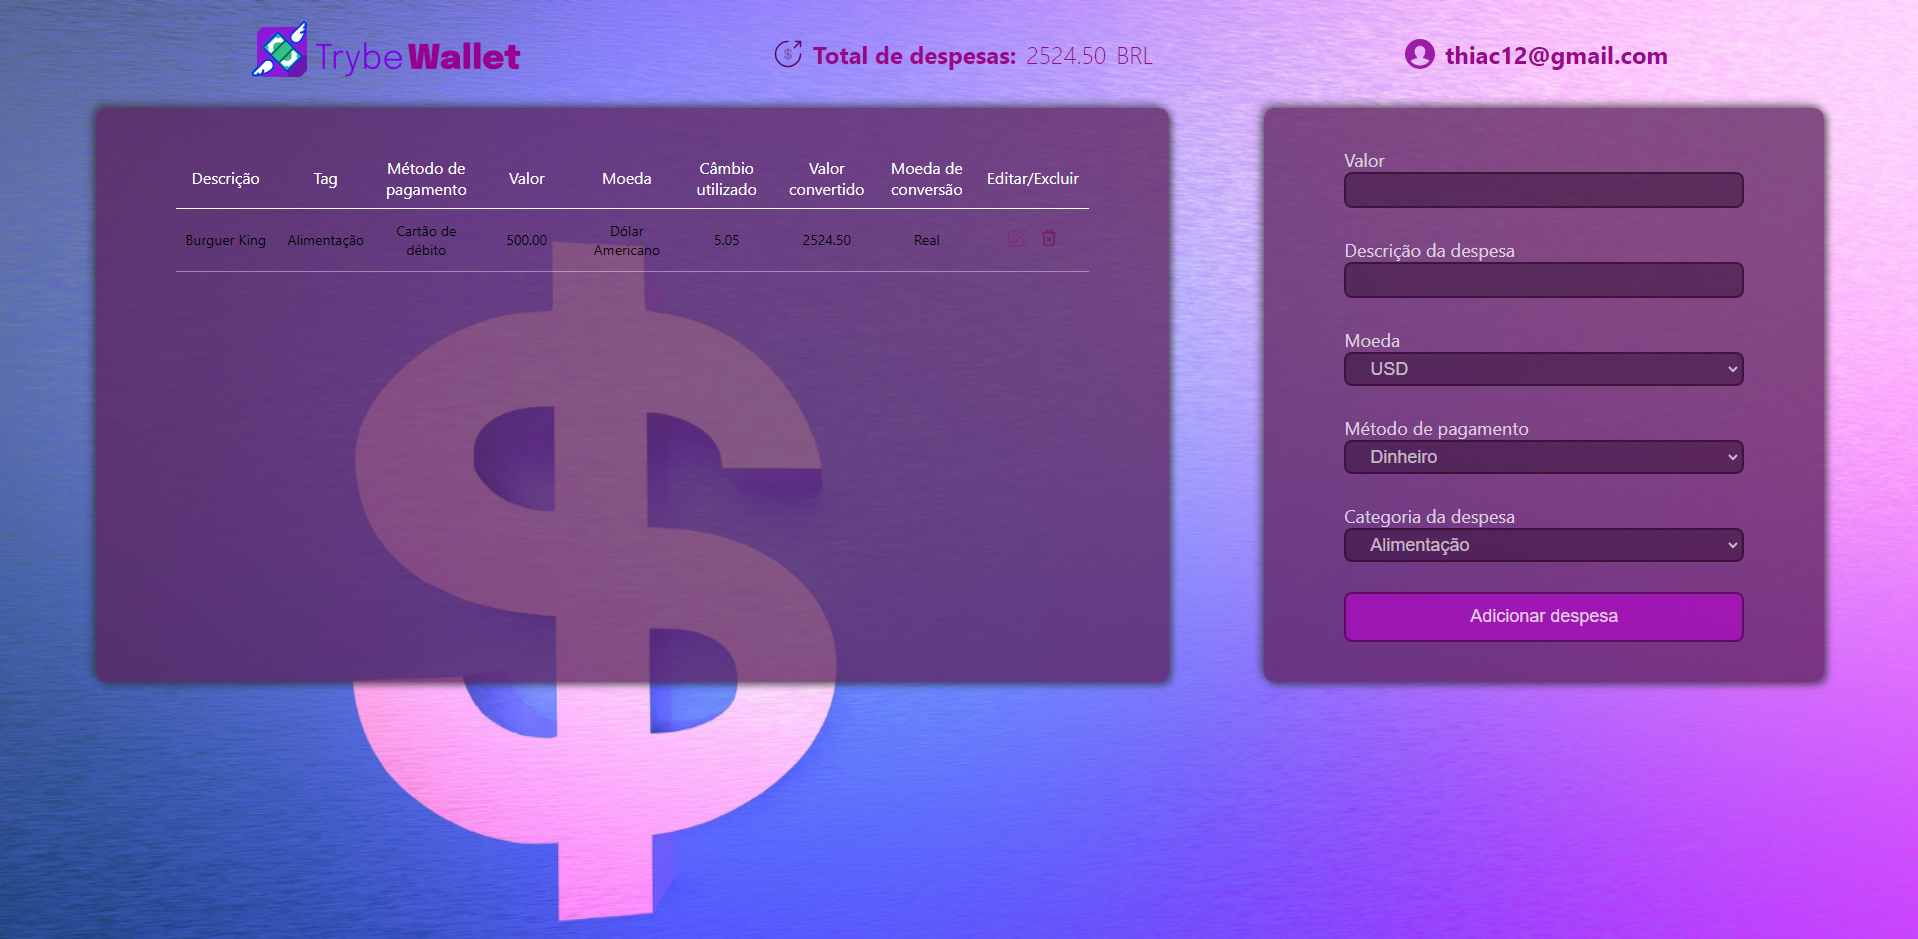 Trybe Wallet
Total de despesas: 2524.50 BRL
thiac12@gmail.com
Descrição Tag Método de pagamento Valor Moeda Câmbio utilizado Valor convertido Moeda de conversão Editar/Excluir
Burguer King Alimentação Cartão de débito 500.00 Dólar Americano 5.05 2524.50 Real
Valor
Descrição da despesa
Moeda
USD
Método de pagamento
Dinheiro
Categoria da despesa
Alimentação
Adicionar despesa